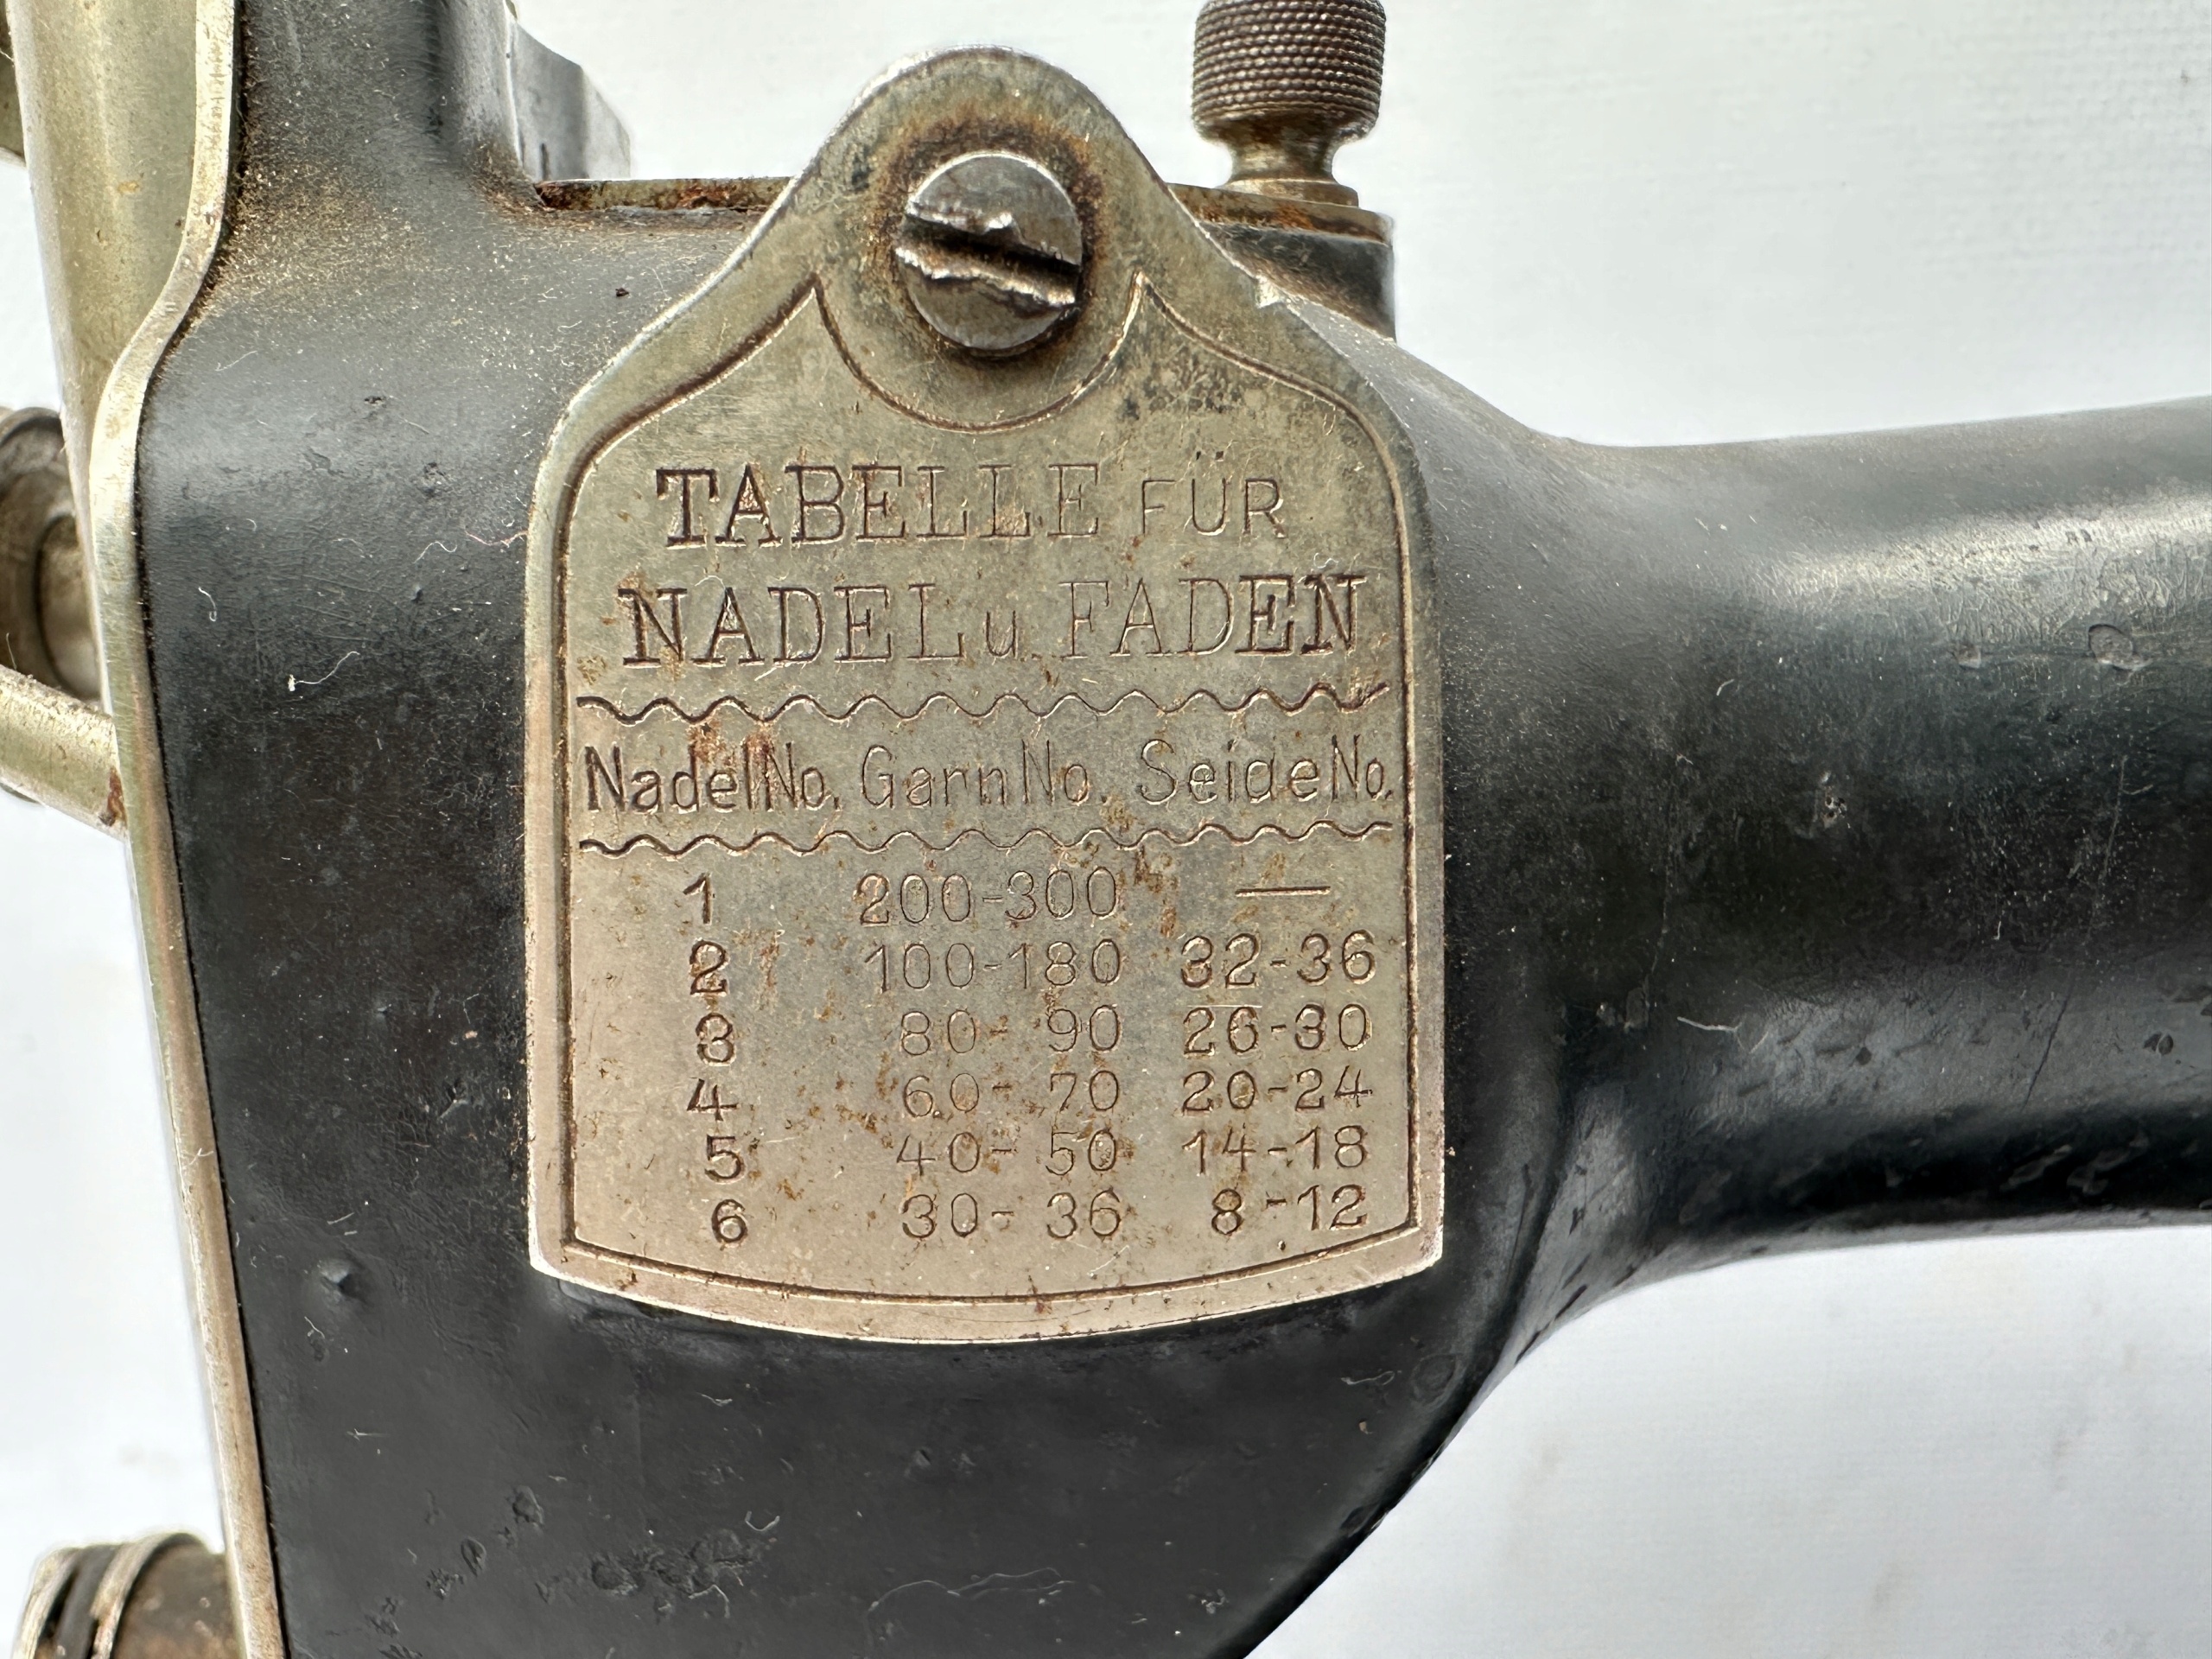 TABELLE FÜR
NADEL u. FADEN
Nadel No. Garn No. Seide No.
1 200-300 —
2 100-180 32-36
3 80-90 26-30
4 60-70 20-24
5 40-50 14-18
6 30-36 8-12